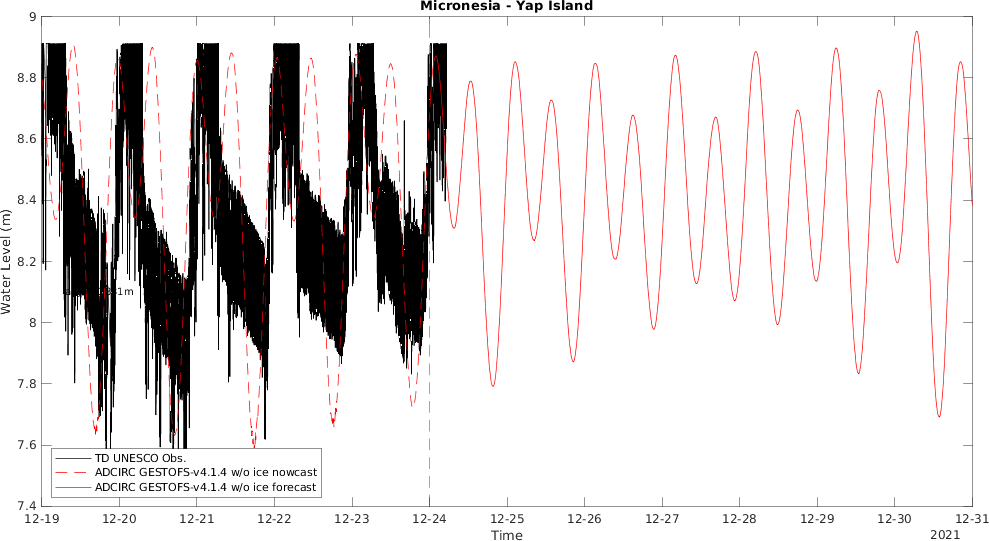 Micronesia - Yap Island
Water Level (m)
9
8.8
8.6
8.4
8.2
8
7.8
7.6
7.4
TD UNESCO Obs.
ADCIRC GESTOFS-v4.1.4 w/o ice nowcast
ADCIRC GESTOFS-v4.1.4 w/o ice forecast
12-19 12-20 12-21 12-22 12-23 12-24 12-25 12-26 12-27 12-28 12-29 12-30 12-31
Time
2021